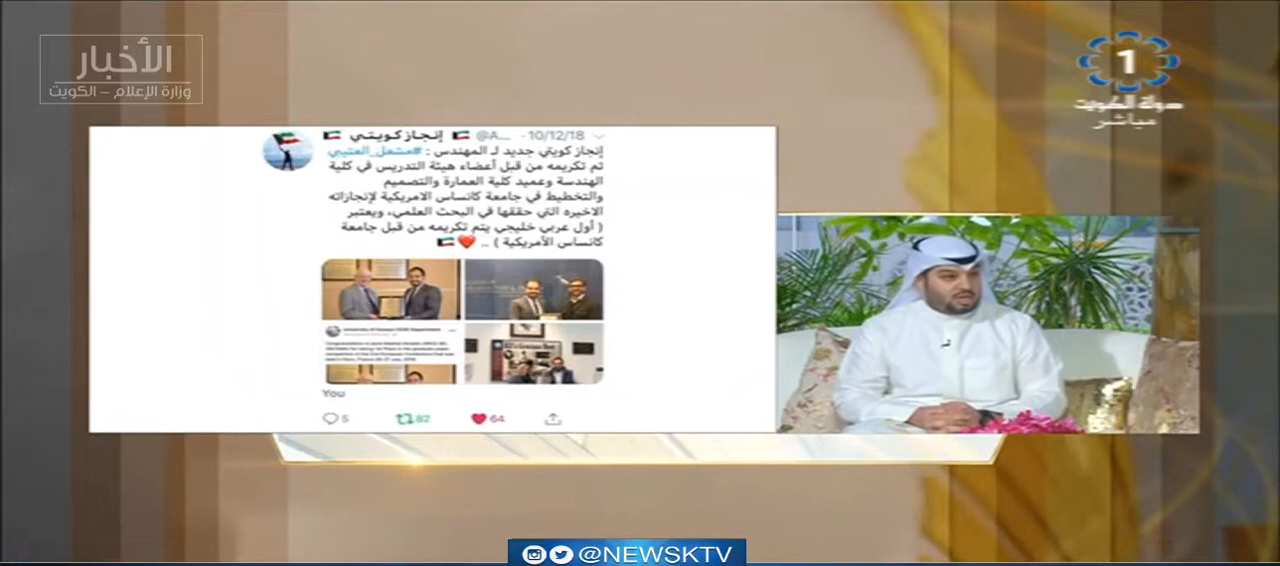 الأخبار
وزارة الإعلام - الكويت
1
دولة الكويت
مباشر
إنجاز كويتي @A... · 10/12/18
إنجاز كويتي جديد لـ المهندس : #مشعل_العتيبي
تم تكريمه من قبل أعضاء هيئة التدريس في كلية
الهندسة وعميد كلية العمارة والتصميم
والتخطيط في جامعة كانساس الامريكية لإنجازاته
الاخيره التي حققها في البحث العلمي، ويعتبر
( أول عربي خليجي يتم تكريمه من قبل جامعة
كانساس الأمريكية ) ..
You
5 82 64
@NEWSKTV